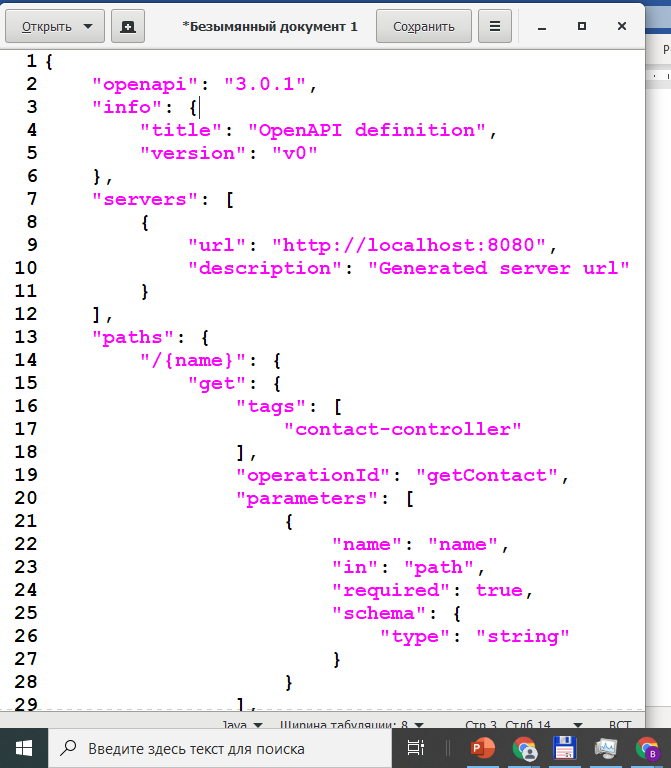 Открыть
*Безымянный документ 1
Сохранить
1 {
2     "openapi": "3.0.1",
3     "info": {
4         "title": "OpenAPI definition",
5         "version": "v0"
6     },
7     "servers": [
8         {
9             "url": "http://localhost:8080",
10             "description": "Generated server url"
11         }
12     ],
13     "paths": {
14         "/{name}": {
15             "get": {
16                 "tags": [
17                     "contact-controller"
18                 ],
19                 "operationId": "getContact",
20                 "parameters": [
21                     {
22                         "name": "name",
23                         "in": "path",
24                         "required": true,
25                         "schema": {
26                             "type": "string"
27                         }
28                     }
29                 ],
Java
Ширина табуляции: 8
Стр 3, Стлб 14
ВСТ
Введите здесь текст для поиска